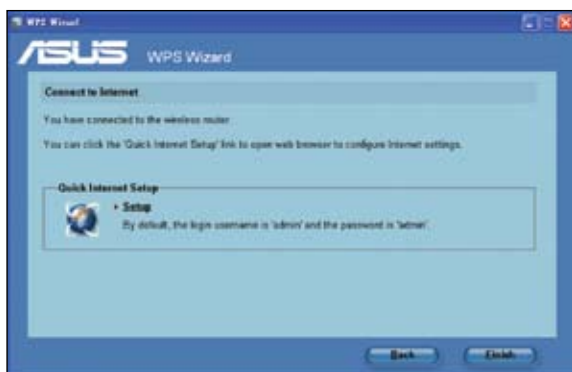 WPS Wizard
ASUS WPS Wizard
Connect to Internet
You have connected to the wireless router
You can click the 'Quick Internet Setup' link to open web browser to configure Internet settings.
Quick Internet Setup
Setup
By default, the login username is 'admin' and the password is 'admin'.
Back
Finish